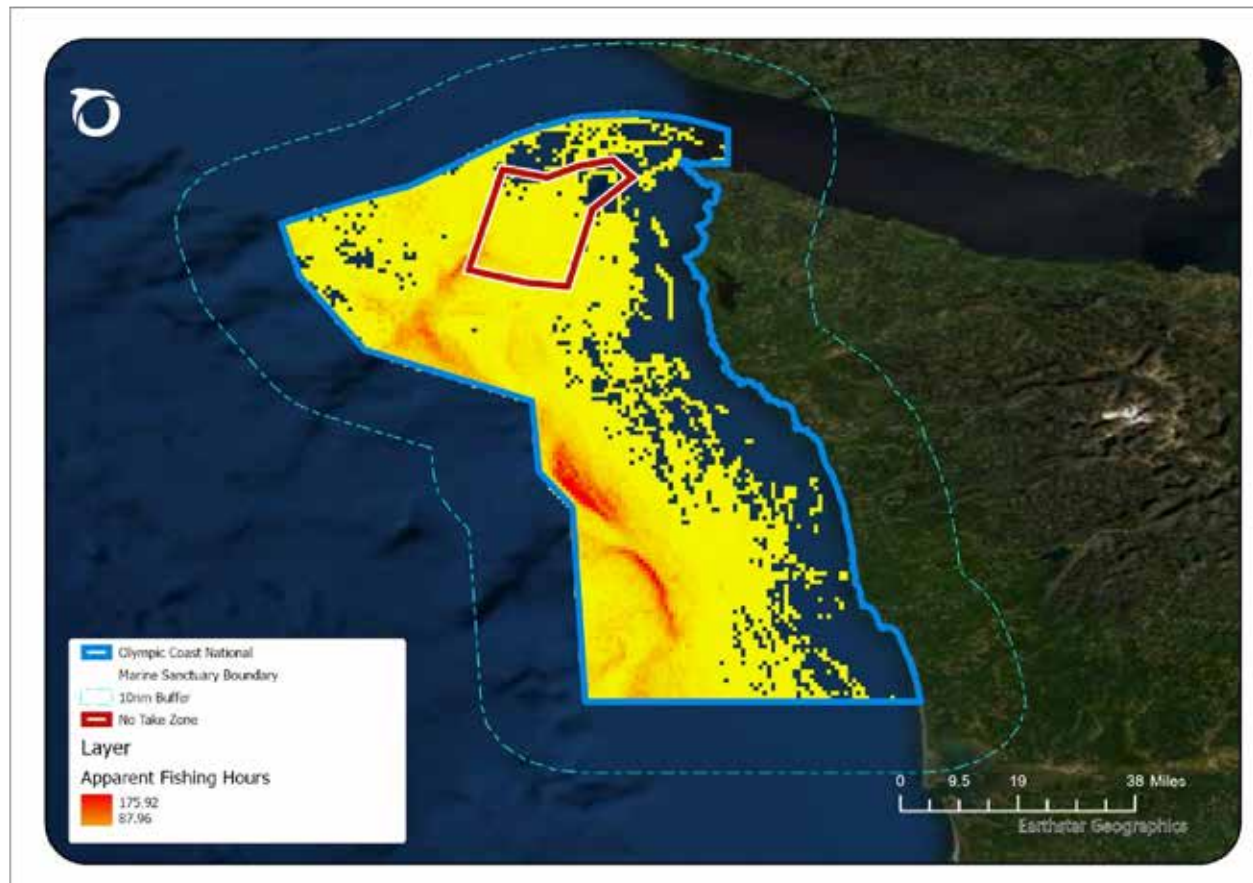 Olympic Coast National
Marine Sanctuary Boundary
10nm Buffer
No Take Zone
Layer
Apparent Fishing Hours
175.92
87.96
0 9.5 19 38 Miles
Earthstar Geographics